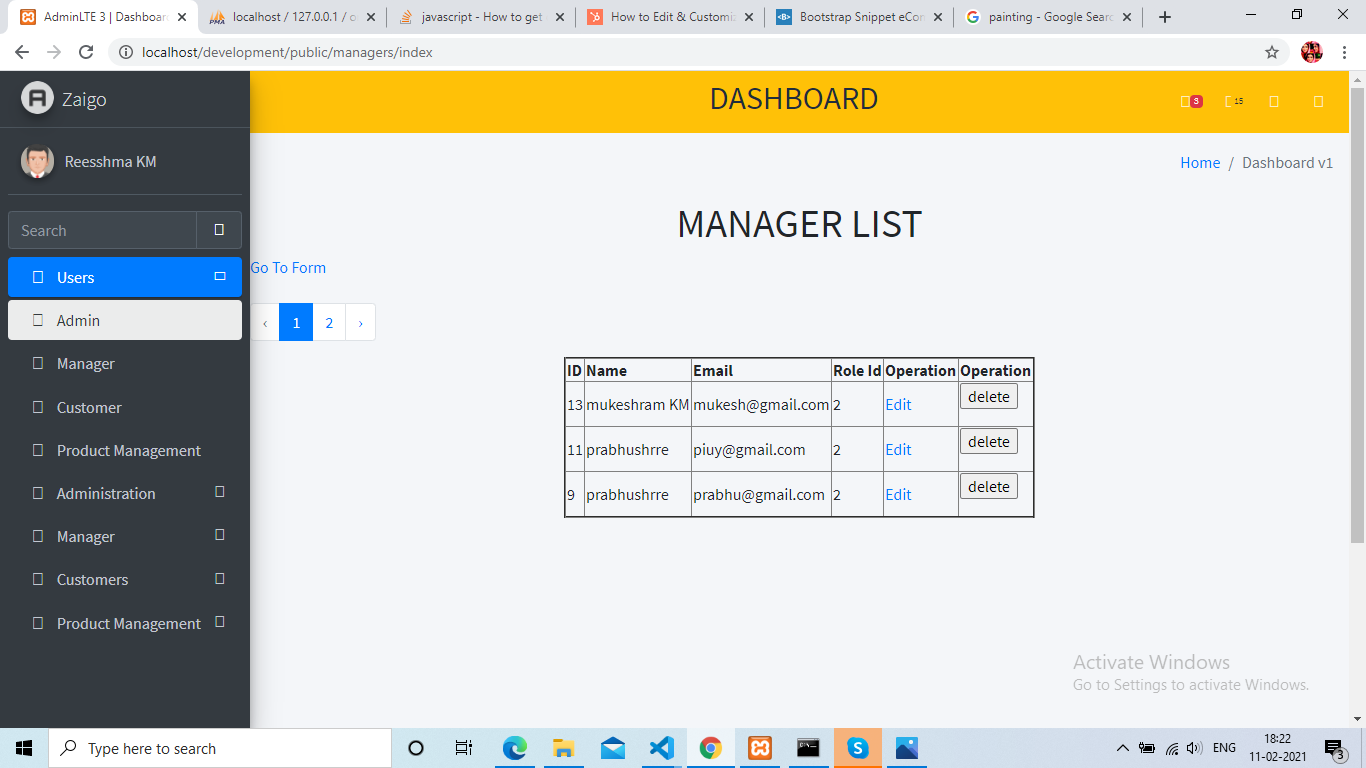 AdminLTE 3 | Dashboar
localhost / 127.0.0.1 / o
javascript - How to get
How to Edit & Customiz
Bootstrap Snippet eCom
painting - Google Searc
localhost/development/public/managers/index
Zaigo
DASHBOARD
3
15
Reesshma KM
Home / Dashboard v1
Search
MANAGER LIST
Users
Go To Form
Admin
‹ 1 2 ›
Manager
Customer
Product Management
Administration
Manager
Customers
Product Management
ID Name Email Role Id Operation Operation
13 mukeshram KM mukesh@gmail.com 2 Edit delete
11 prabhushrre piuy@gmail.com 2 Edit delete
9 prabhushrre prabhu@gmail.com 2 Edit delete
Activate Windows
Go to Settings to activate Windows.
Type here to search
ENG
18:22
11-02-2021
3